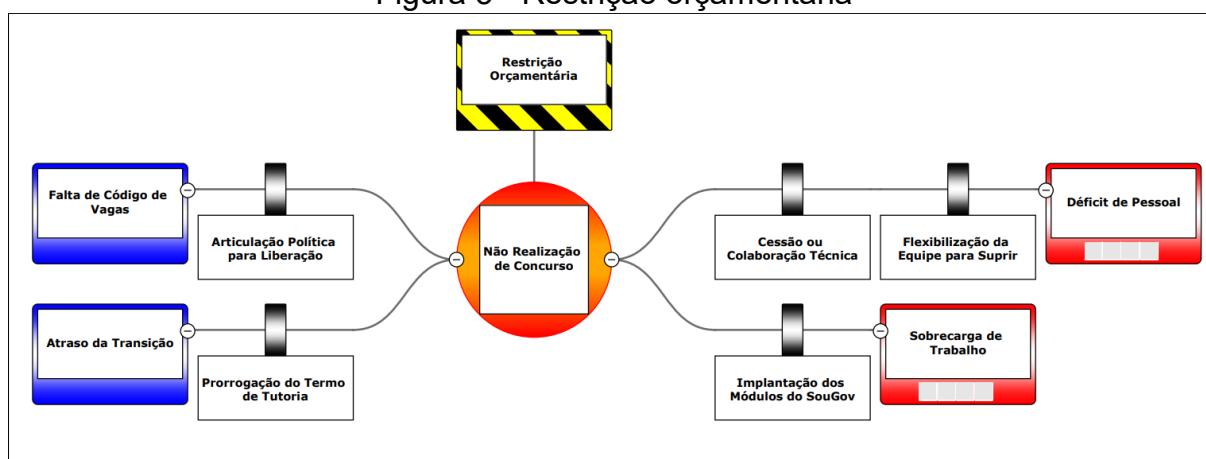 Restrição orçamentária
Restrição
Orçamentária
Falta de Código de
Vagas
Articulação Política
para Liberação
Não Realização
de Concurso
Cessão ou
Colaboração Técnica
Flexibilização da
Equipe para Suprir
Déficit de Pessoal
Atraso da Transição
Prorrogação do Termo
de Tutoria
Implantação dos
Módulos do SouGov
Sobrecarga de
Trabalho